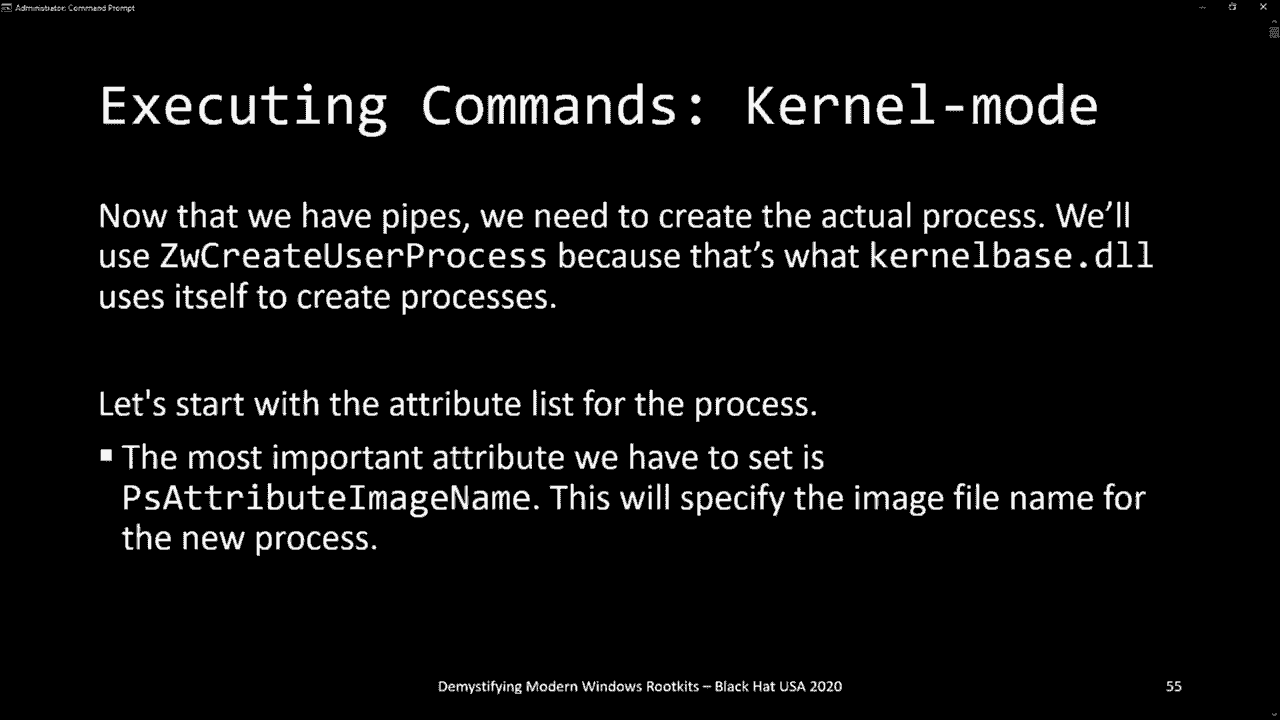 Administrator: Command Prompt
Executing Commands: Kernel-mode
Now that we have pipes, we need to create the actual process. We’ll
use ZwCreateUserProcess because that’s what kernelbase.dll
uses itself to create processes.
Let's start with the attribute list for the process.
▪ The most important attribute we have to set is
PsAttributeImageName. This will specify the image file name for
the new process.
Demystifying Modern Windows Rootkits – Black Hat USA 2020
55